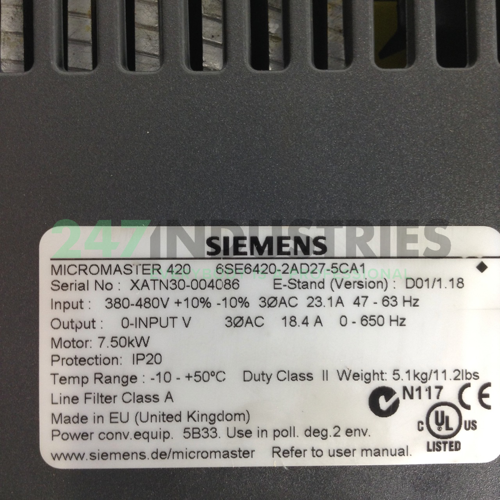 247INDUSTRIES
SIEMENS
MICROMASTER 420 6SE6420-2AD27-5CA1
Serial No : XATN30-004086 E-Stand (Version) : D01/1.18
Input : 380-480V +10% -10% 3ØAC 23.1A 47 - 63 Hz
Output : 0-INPUT V 3ØAC 18.4 A 0 - 650 Hz
Motor: 7.50kW
Protection: IP20
Temp Range : -10 - +50ºC Duty Class II Weight: 5.1kg/11.2lbs
Line Filter Class A
Made in EU (United Kingdom)
Power conv.equip. 5B33. Use in poll. deg.2 env.
www.siemens.de/micromaster Refer to user manual.
N117 CE
C UL US
LISTED